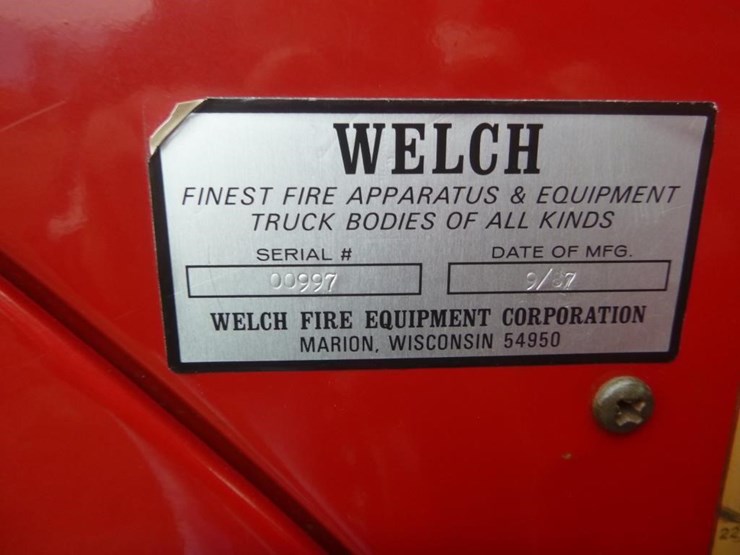 WELCH
FINEST FIRE APPARATUS & EQUIPMENT
TRUCK BODIES OF ALL KINDS
SERIAL # DATE OF MFG.
00997
WELCH FIRE EQUIPMENT CORPORATION
MARION, WISCONSIN 54950
22